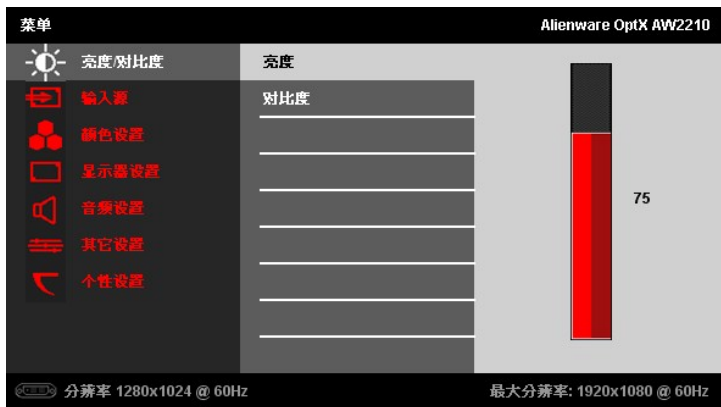 菜单
Alienware OptX AW2210
亮度/对比度
亮度
输入源
对比度
颜色设置
显示器设置
75
音频设置
其它设置
个性设置
分辨率 1280x1024 @ 60Hz
最大分辨率: 1920x1080 @ 60Hz